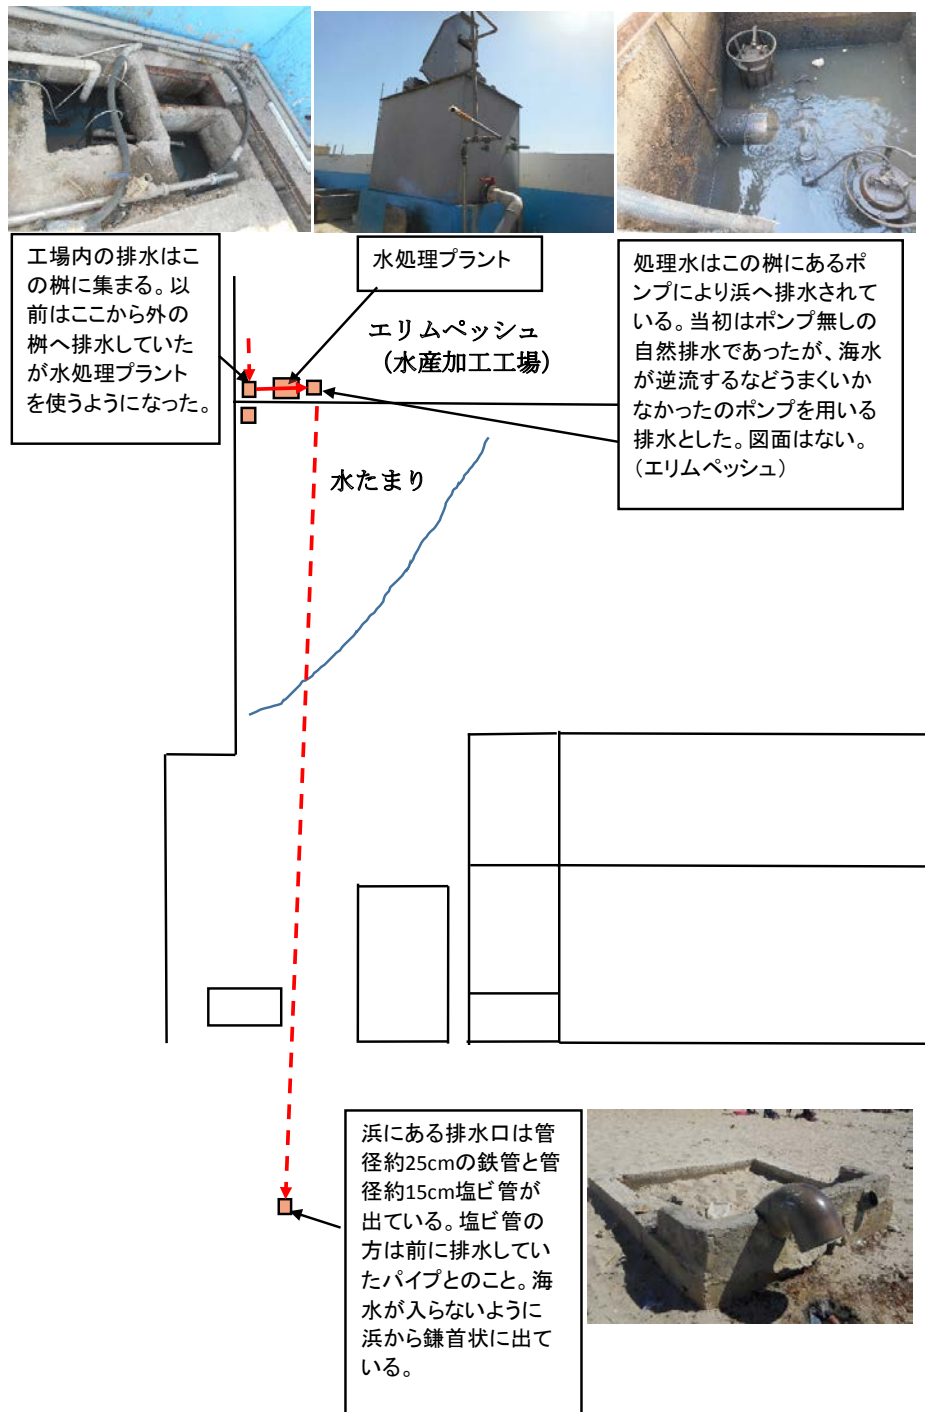 工場内の排水はこ
の桝に集まる。以
前はここから外の
桝へ排水していた
が水処理プラント
を使うようになった。
水処理プラント
エリムペッシュ
（水産加工工場）
処理水はこの桝にあるポ
ンプにより浜へ排水されて
いる。当初はポンプ無しの
自然排水であったが、海水
が逆流するなどうまくいか
なかったのポンプを用いる
排水とした。図面はない。
（エリムペッシュ）
水たまり
浜にある排水口は管
径約25cmの鉄管と管
径約15cm塩ビ管が
出ている。塩ビ管の
方は前に排水してい
たパイプとのこと。海
水が入らないように
浜から鎌首状に出て
いる。